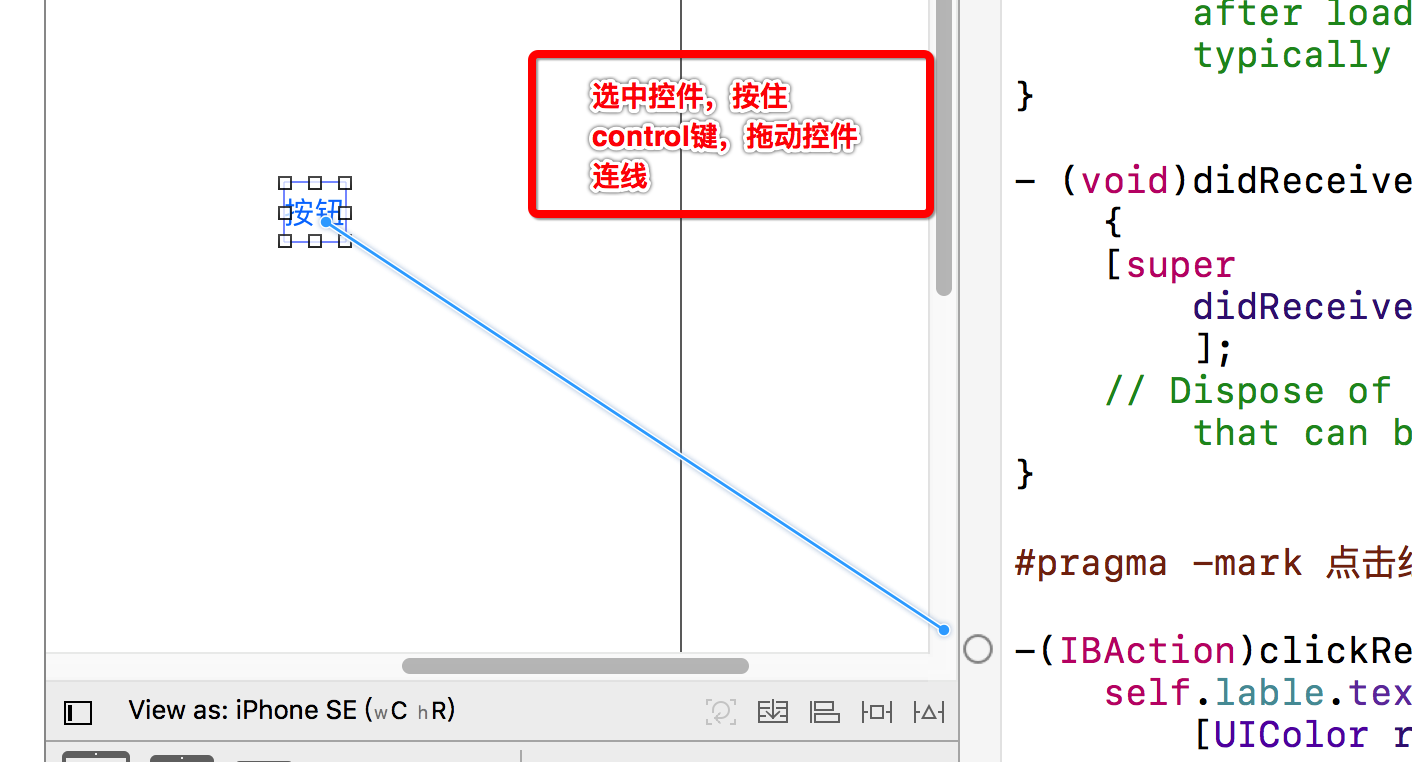 选中控件，按住
control键，拖动控件
连线
按钮
View as: iPhone SE (wC hR)
after load
typically
}
- (void)didReceive
{
[super
didReceive
];
// Dispose of
that can b
}
#pragma -mark 点击
-(IBAction)clickRe
self.lable.tex
[UIColor r